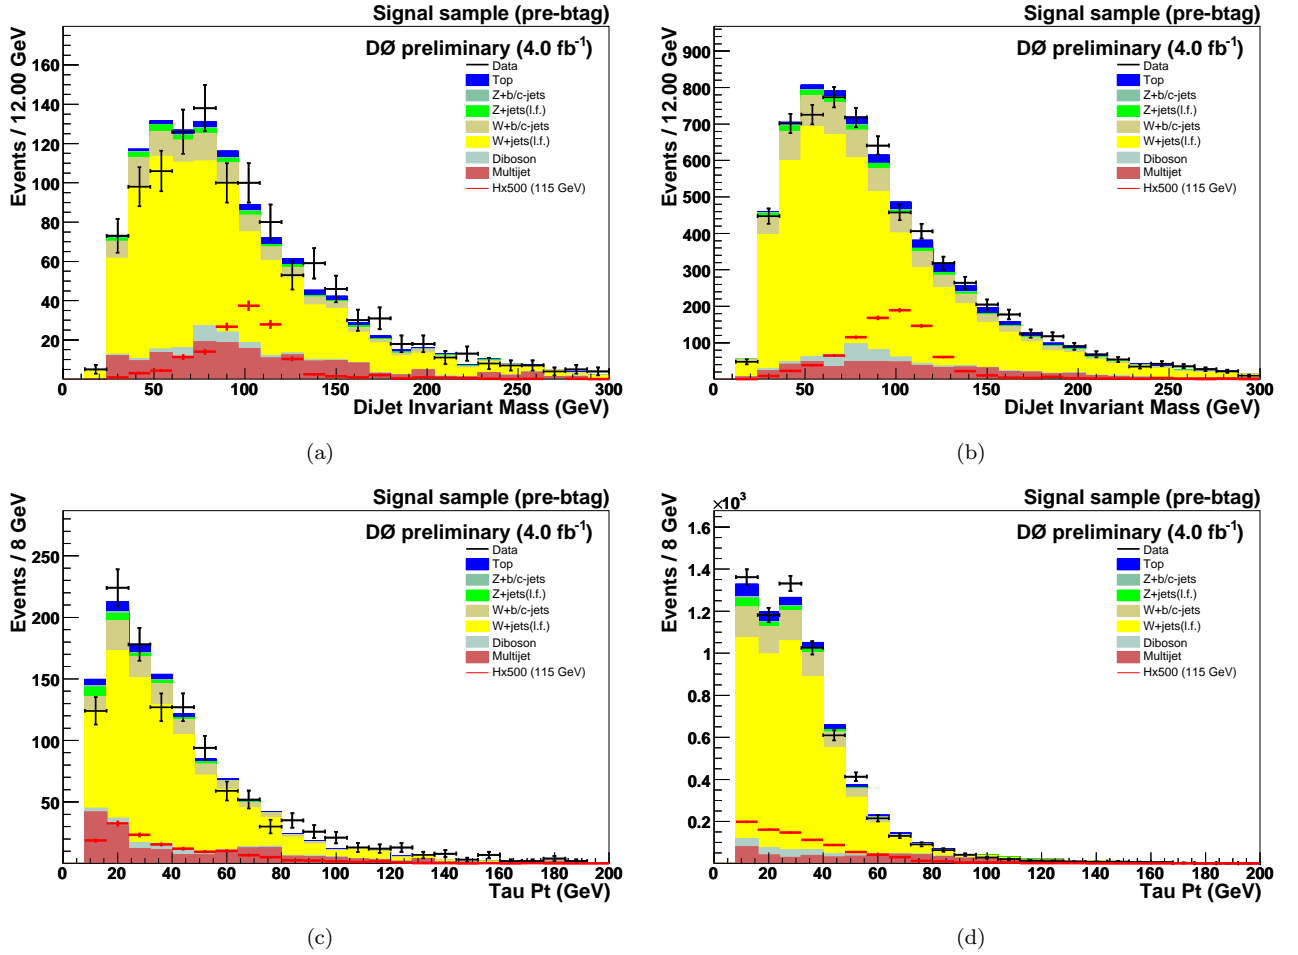 Signal sample (pre-btag)
DØ preliminary (4.0 fb-1)
Data
Top
Z+b/c-jets
Z+jets(l.f.)
W+b/c-jets
W+jets(l.f.)
Diboson
Multijet
Hx500 (115 GeV)
Events / 12.00 GeV
160
140
120
100
80
60
40
20
0 50 100 150 200 250 300
DiJet Invariant Mass (GeV)
(a)
Signal sample (pre-btag)
DØ preliminary (4.0 fb-1)
Data
Top
Z+b/c-jets
Z+jets(l.f.)
W+b/c-jets
W+jets(l.f.)
Diboson
Multijet
Hx500 (115 GeV)
Events / 12.00 GeV
900
800
700
600
500
400
300
200
100
0 50 100 150 200 250 300
DiJet Invariant Mass (GeV)
(b)
Signal sample (pre-btag)
DØ preliminary (4.0 fb-1)
Data
Top
Z+b/c-jets
Z+jets(l.f.)
W+b/c-jets
W+jets(l.f.)
Diboson
Multijet
Hx500 (115 GeV)
Events / 8 GeV
250
200
150
100
50
0 20 40 60 80 100 120 140 160 180 200
Tau Pt (GeV)
(c)
Signal sample (pre-btag)
×10³
DØ preliminary (4.0 fb-1)
Data
Top
Z+b/c-jets
Z+jets(l.f.)
W+b/c-jets
W+jets(l.f.)
Diboson
Multijet
Hx500 (115 GeV)
Events / 8 GeV
1.6
1.4
1.2
1
0.8
0.6
0.4
0.2
0 20 40 60 80 100 120 140 160 180 200
Tau Pt (GeV)
(d)